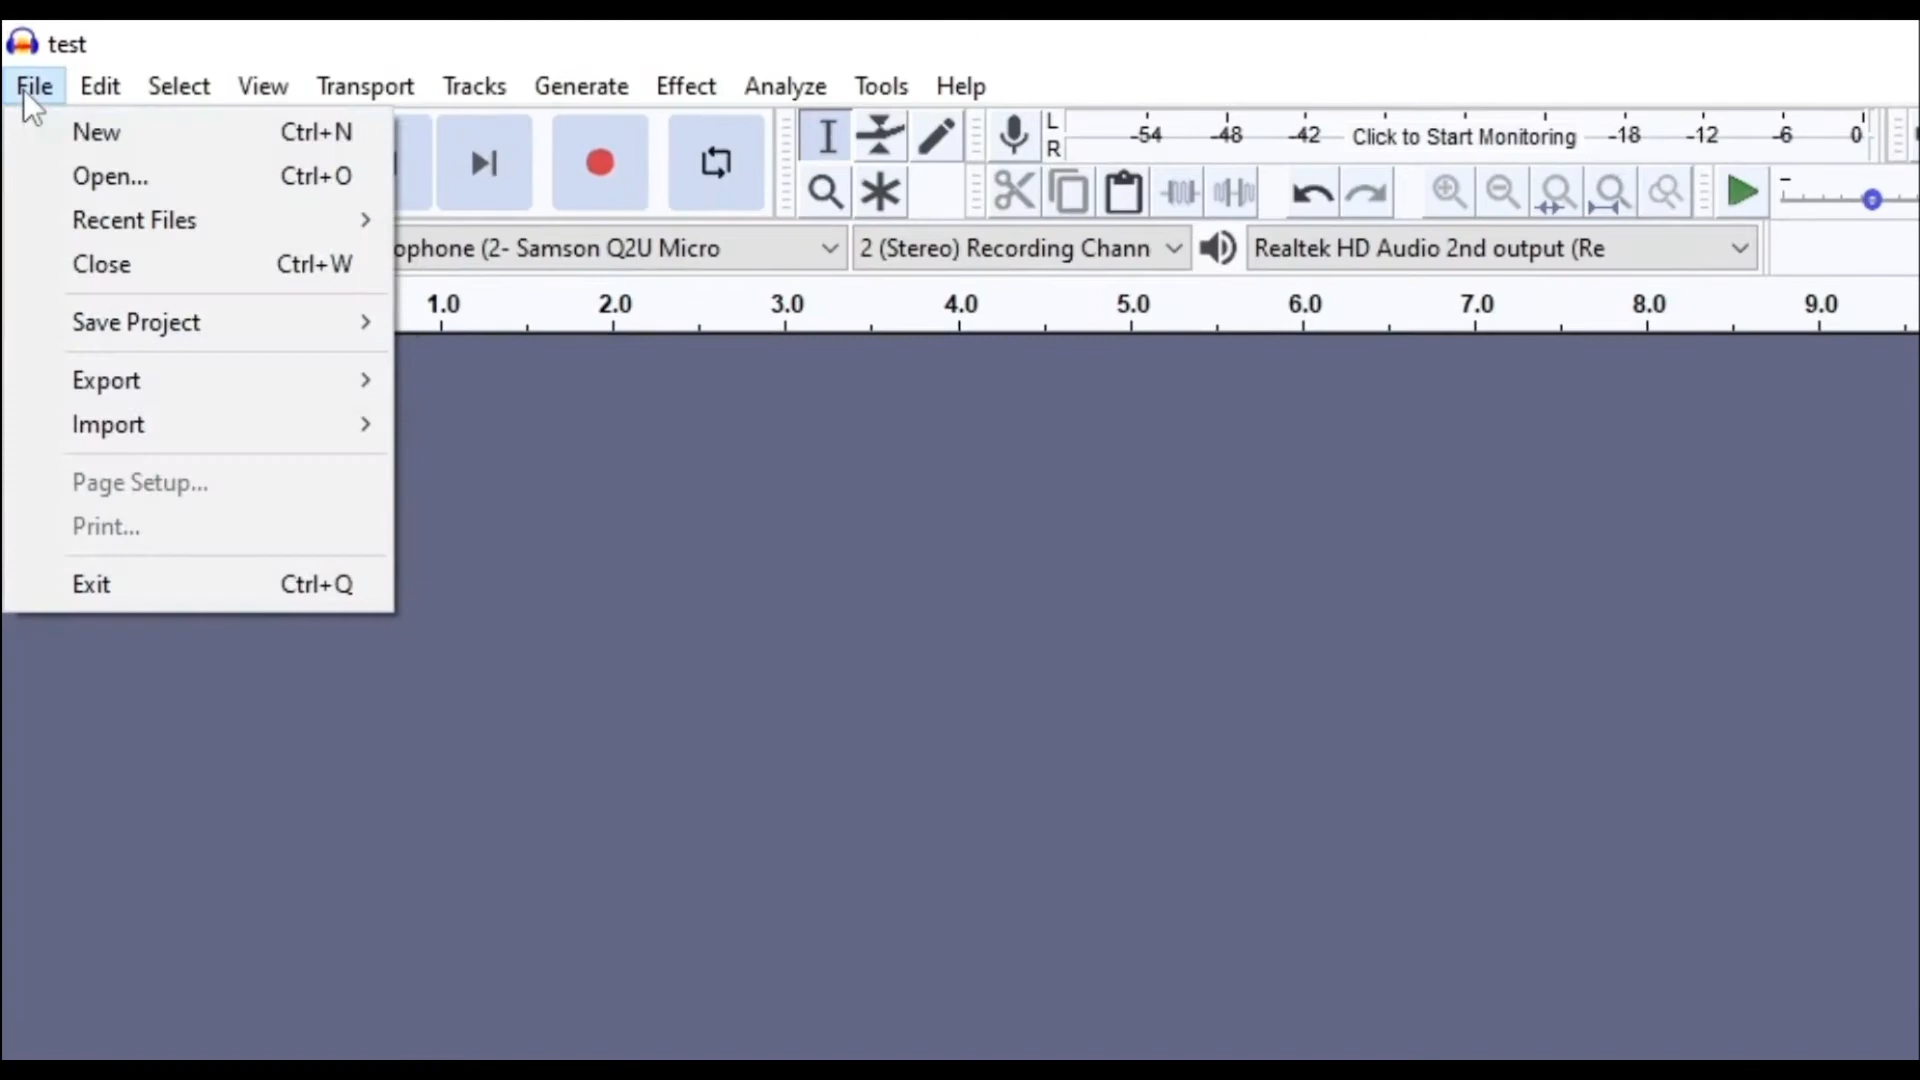 test
File Edit Select View Transport Tracks Generate Effect Analyze Tools Help
New Ctrl+N
Open... Ctrl+O
Recent Files
Close Ctrl+W
Save Project
Export
Import
Page Setup...
Print...
Exit Ctrl+Q
L
R
-54 -48 -42 Click to Start Monitoring -18 -12 -6 0
ophone (2- Samson Q2U Micro
2 (Stereo) Recording Chann
Realtek HD Audio 2nd output (Re
1.0 2.0 3.0 4.0 5.0 6.0 7.0 8.0 9.0